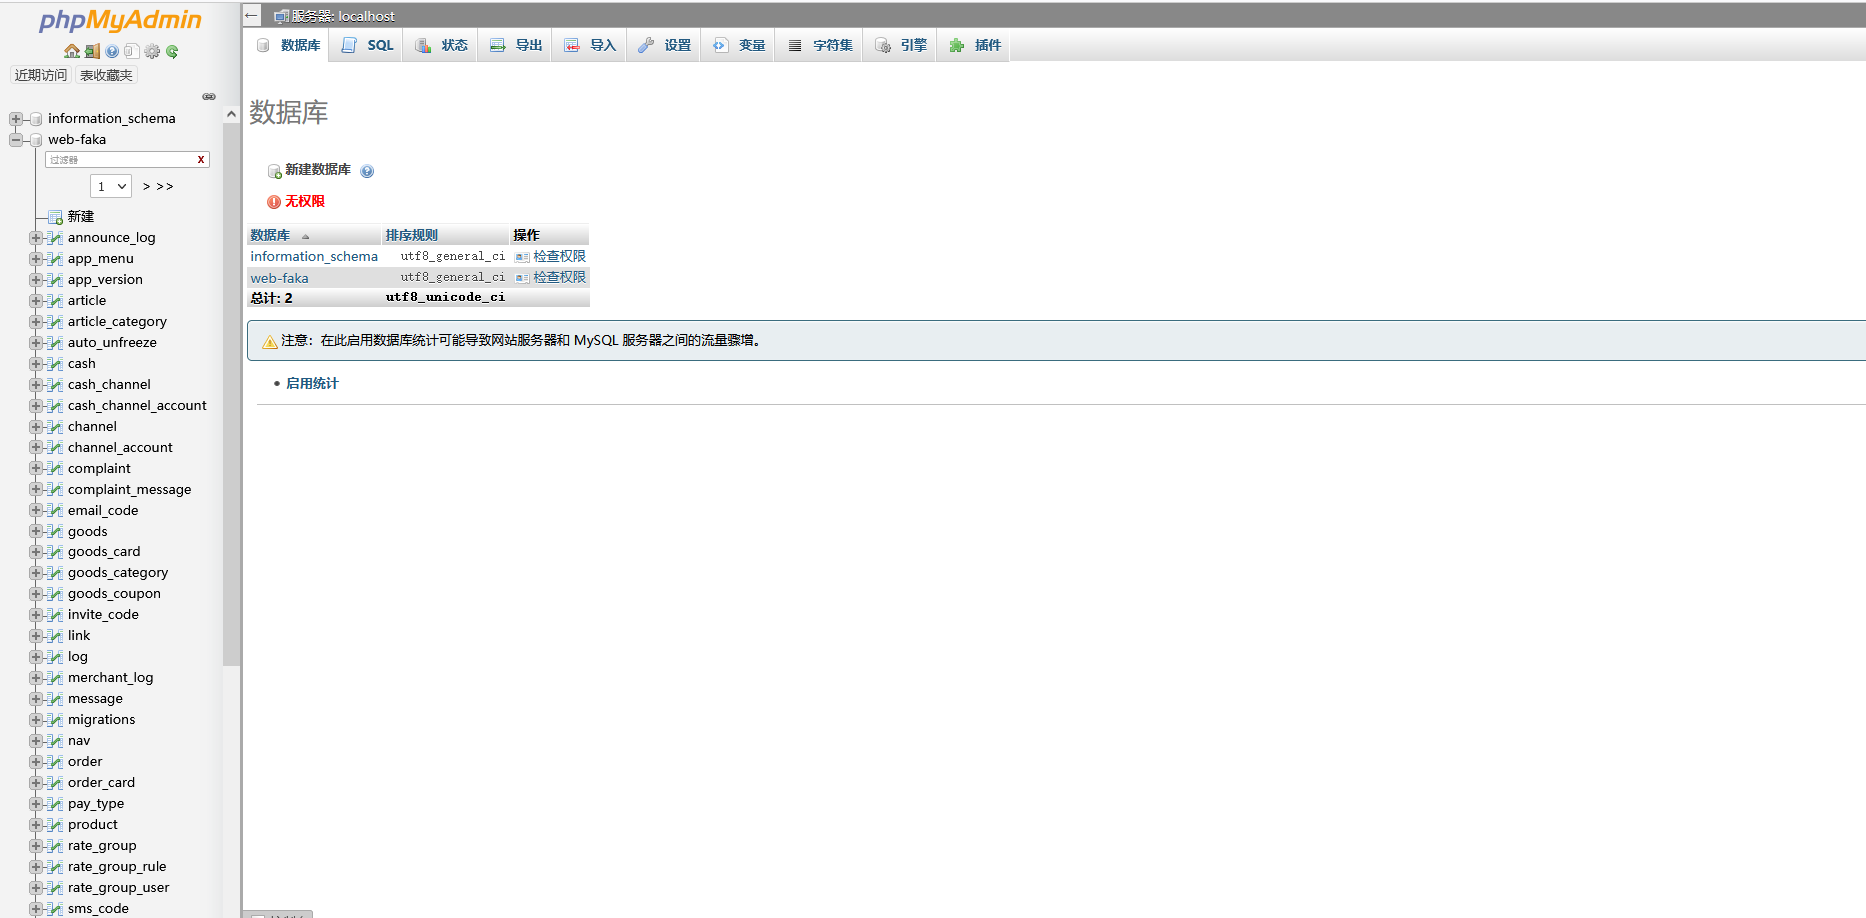 phpMyAdmin
近期访问 表收藏夹
information_schema
web-faka
过滤器 X
1 > >>
新建
announce_log
app_menu
app_version
article
article_category
auto_unfreeze
cash
cash_channel
cash_channel_account
channel
channel_account
complaint
complaint_message
email_code
goods
goods_card
goods_category
goods_coupon
invite_code
link
log
merchant_log
message
migrations
nav
order
order_card
pay_type
product
rate_group
rate_group_rule
rate_group_user
sms_code
服务器: localhost
数据库 SQL 状态 导出 导入 设置 变量 字符集 引擎 插件
数据库
新建数据库
无权限
数据库 排序规则 操作
information_schema utf8_general_ci 检查权限
web-faka utf8_general_ci 检查权限
总计: 2 utf8_unicode_ci
注意：在此启用数据库统计可能导致网站服务器和 MySQL 服务器之间的流量骤增。
启用统计